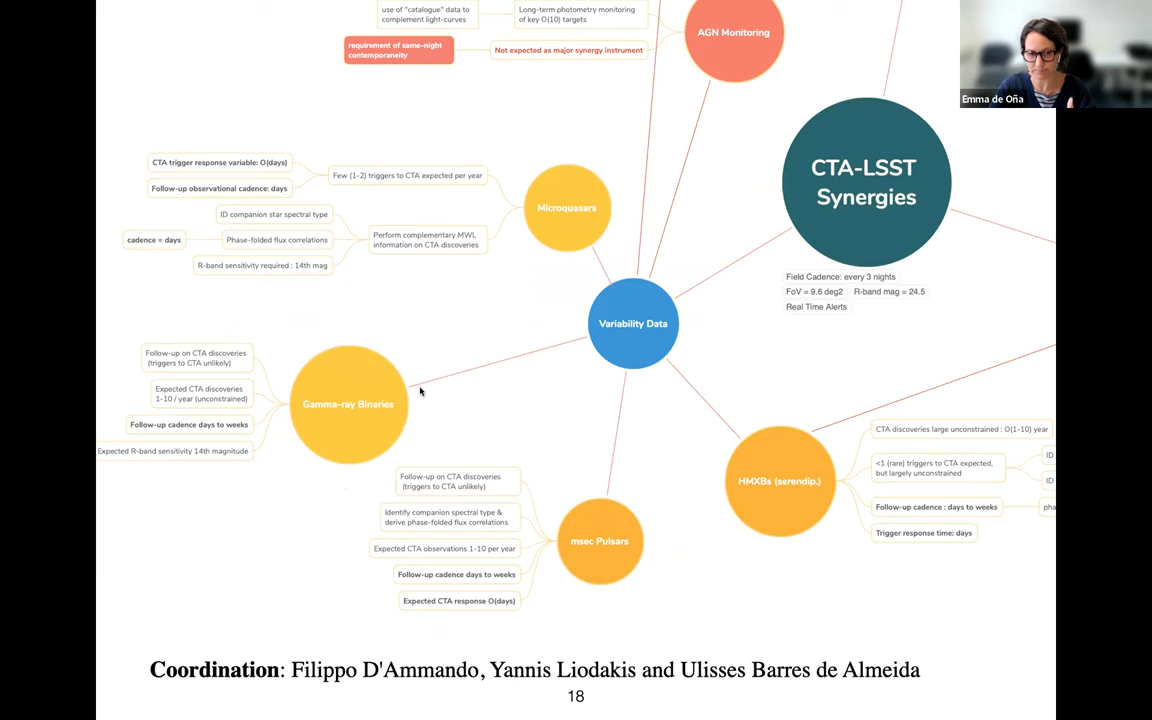 use of "catalogue" data to
complement light-curves
Long-term photometry monitoring
of key O(10) targets
AGN Monitoring
requirement of same-night
contemporaneity
Not expected as major synergy instrument
Emma de Oña
CTA-LSST
Synergies
Field Cadence: every 3 nights
FoV = 9.6 deg2
R-band mag = 24.5
Real Time Alerts
CTA trigger response variable: O(days)
Follow-up observational cadence: days
Few (1-2) triggers to CTA expected per year
Microquasars
ID companion star spectral type
cadence = days
Phase-folded flux correlations
R-band sensitivity required : 14th mag
Perform complementary MWL
information on CTA discoveries
Variability Data
Follow-up on CTA discoveries
(triggers to CTA unlikely)
Expected CTA discoveries
1-10 / year (unconstrained)
Follow-up cadence days to weeks
Expected R-band sensitivity 14th magnitude
Gamma-ray Binaries
Follow-up on CTA discoveries
(triggers to CTA unlikely)
Identify companion spectral type &
derive phase-folded flux correlations
Expected CTA observations 1-10 per year
Follow-up cadence days to weeks
Expected CTA response O(days)
msec Pulsars
HMXBs (serendip.)
CTA discoveries large unconstrained : O(1-10) year
<1 (rare) triggers to CTA expected,
but largely unconstrained
ID
ID
Follow-up cadence : days to weeks
pha
Trigger response time: days
Coordination: Filippo D'Ammando, Yannis Liodakis and Ulisses Barres de Almeida
18